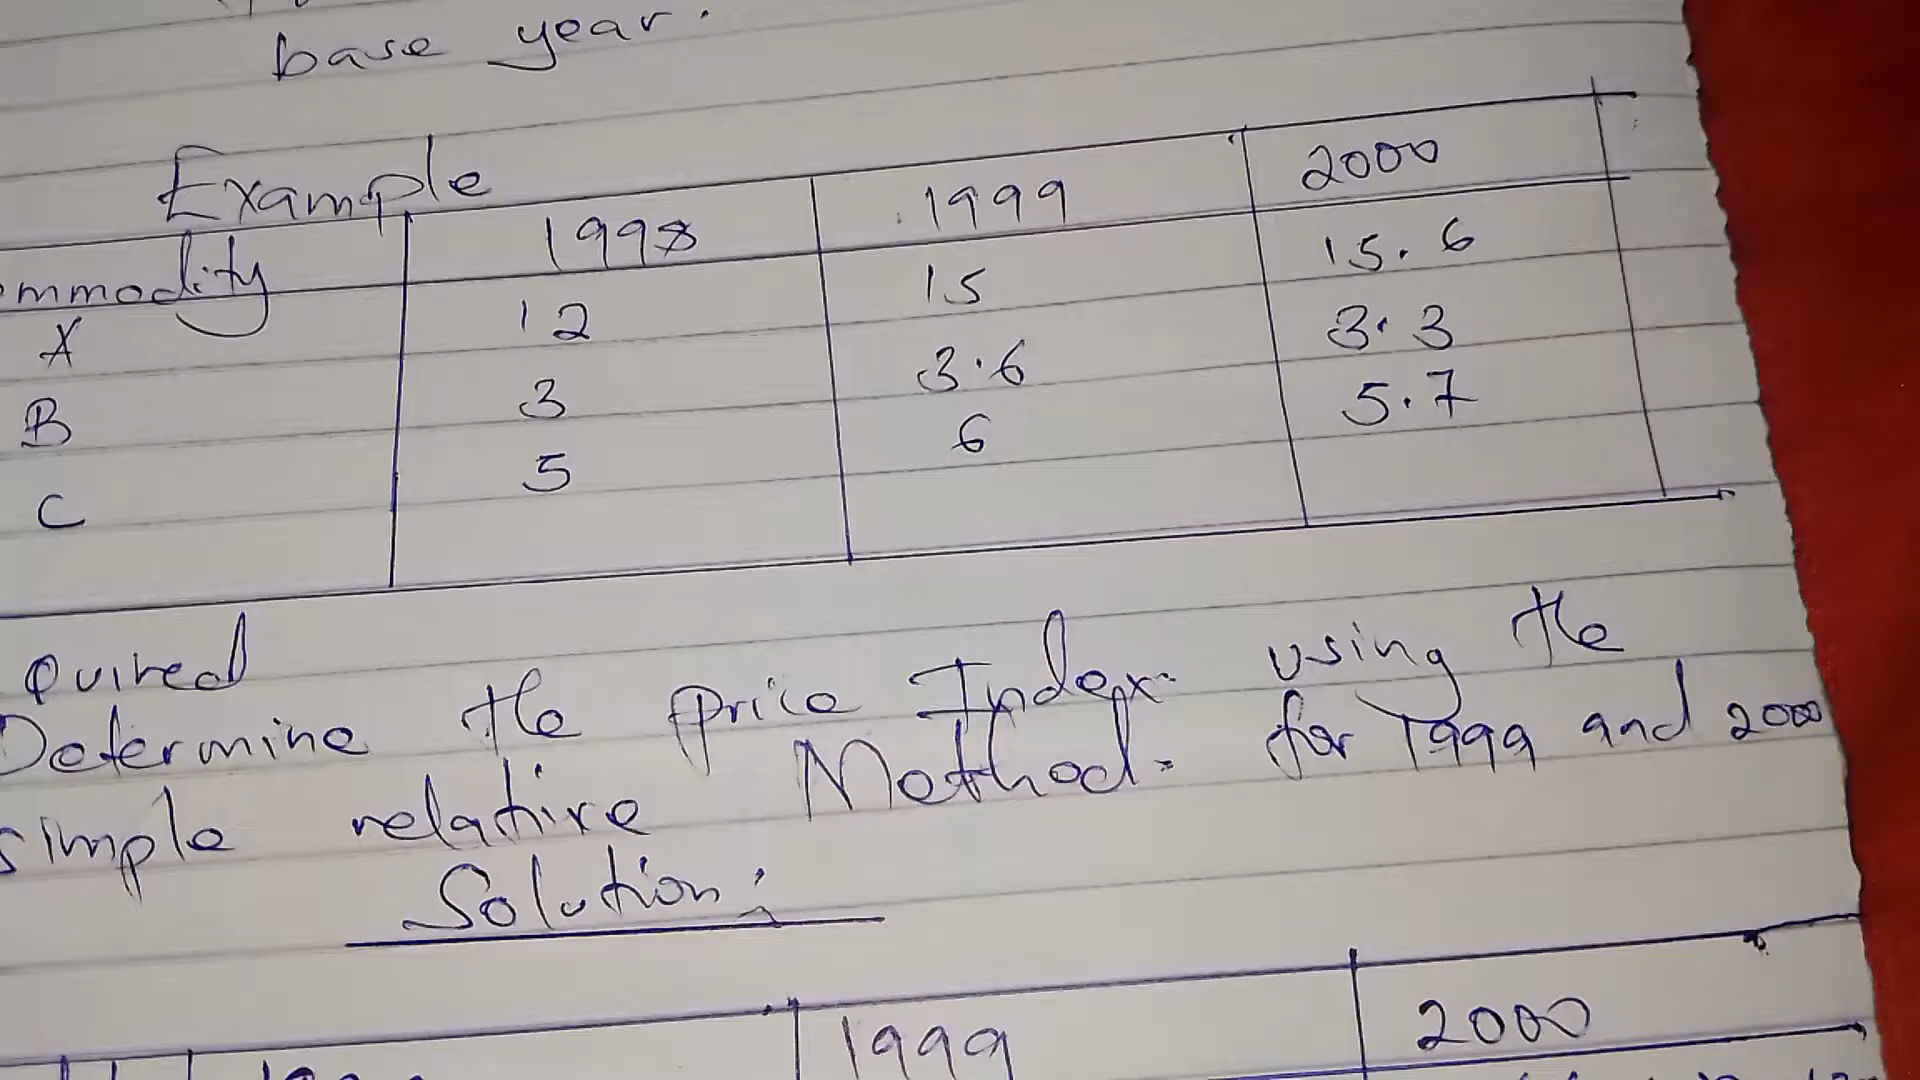 base year.
Example
mmodity 1998 1999 2000
X 12 15 15.6
B 3 3.6 3.3
C 5 6 5.7
quired
Determine the price Index using the
simple relative Method. for 1999 and 2000
Solution:
1999 2000